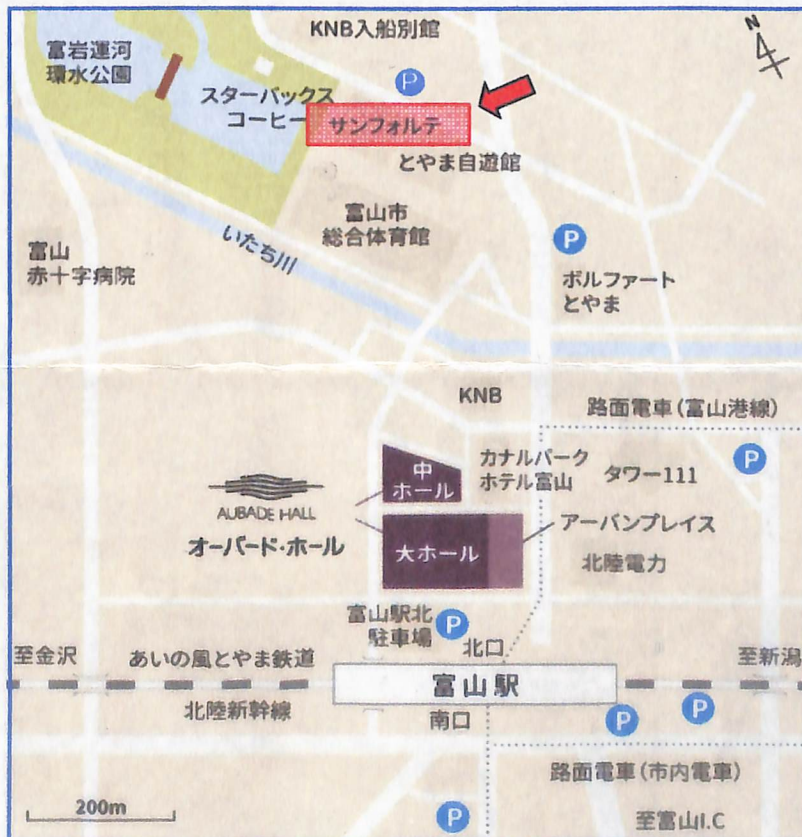 KNB入船別館
N
富岩運河
環水公園
P
スターバックス
コーヒー
サンフォルテ
とやま自遊館
富山市
総合体育館
P
いたち川
富山
赤十字病院
ボルファート
とやま
KNB
路面電車(富山港線)
中
ホール
カナルパーク
ホテル富山
タワー111
P
AUBADE HALL
オーバード・ホール
大ホール
アーバンプレイス
北陸電力
富山駅北
駐車場
P
北口
至金沢
あいの風とやま鉄道
至新潟
富山駅
北陸新幹線
南口
P
P
路面電車(市内電車)
200m
P
至富山I.C